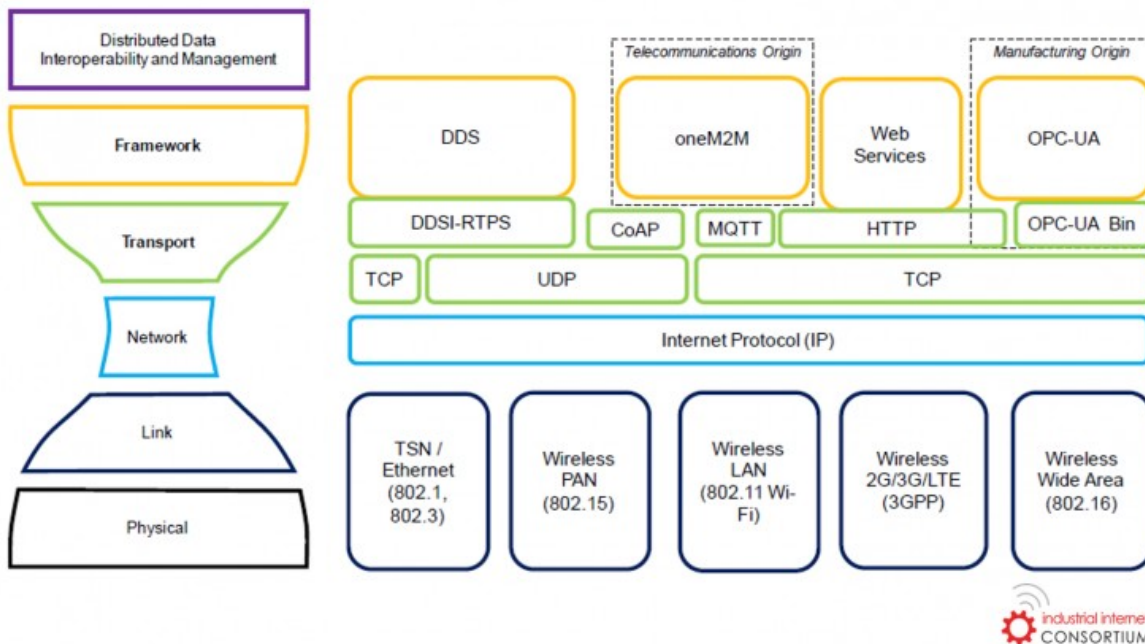 Distributed Data
Interoperability and Management
Framework
Transport
Network
Link
Physical
Telecommunications Origin
Manufacturing Origin
DDS
oneM2M
Web
Services
OPC-UA
DDSI-RTPS
CoAP
MQTT
HTTP
OPC-UA Bin
TCP
UDP
TCP
Internet Protocol (IP)
TSN /
Ethernet
(802.1,
802.3)
Wireless
PAN
(802.15)
Wireless
LAN
(802.11 Wi-
Fi)
Wireless
2G/3G/LTE
(3GPP)
Wireless
Wide Area
(802.16)
industrial interne
CONSORTIUM